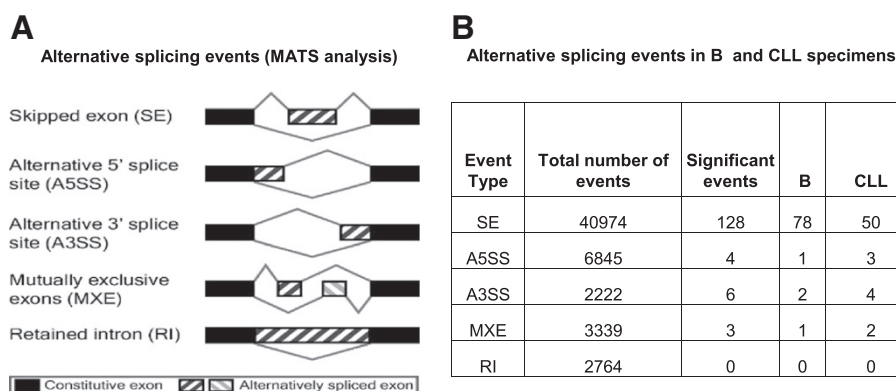 A
Alternative splicing events (MATS analysis)
Skipped exon (SE)
Alternative 5' splice
site (A5SS)
Alternative 3' splice
site (A3SS)
Mutually exclusive
exons (MXE)
Retained intron (RI)
Constitutive exon Alternatively spliced exon
B
Alternative splicing events in B and CLL specimens
Event Type Total number of events Significant events B CLL
SE 40974 128 78 50
A5SS 6845 4 1 3
A3SS 2222 6 2 4
MXE 3339 3 1 2
RI 2764 0 0 0